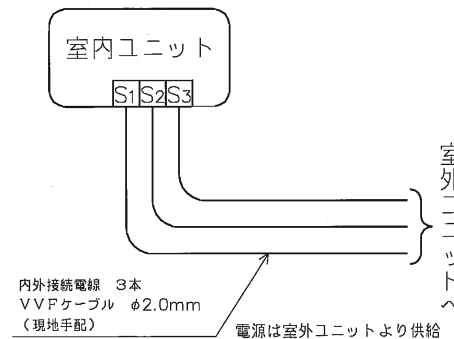 室内ユニット
S1 S2 S3
室外ユニットへ
内外接続電線 3本
VVFケーブル φ2.0mm
(現地手配)
電源は室外ユニットより供給